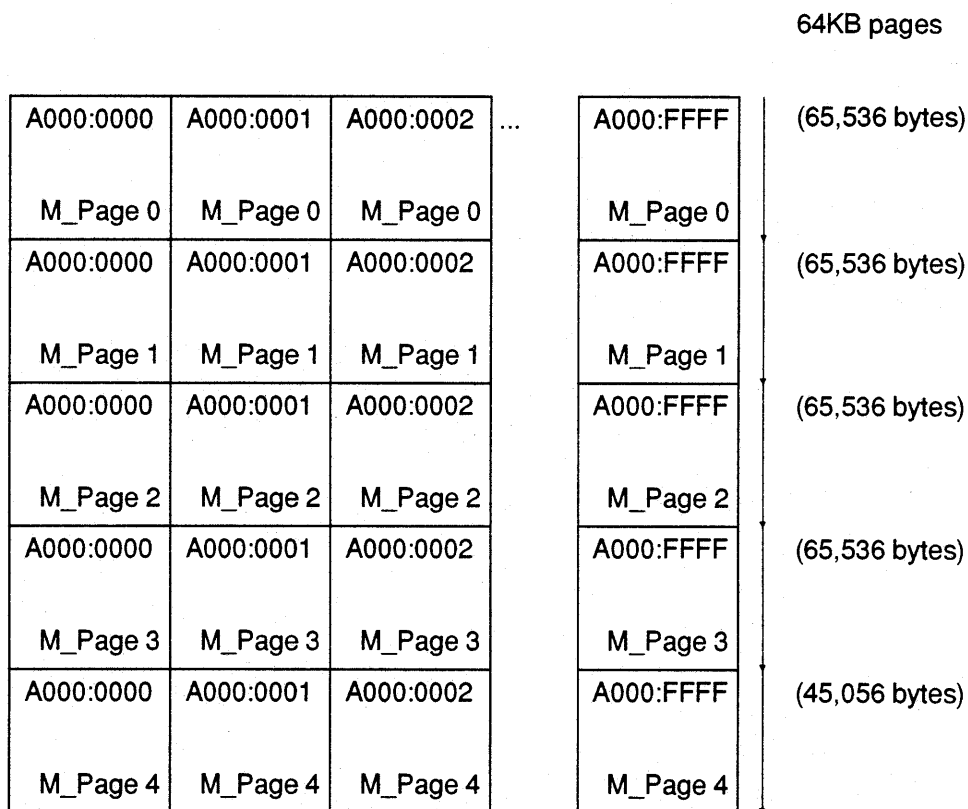 64KB pages
A000:0000 A000:0001 A000:0002 ... A000:FFFF (65,536 bytes)
M_Page 0 M_Page 0 M_Page 0 M_Page 0
A000:0000 A000:0001 A000:0002 A000:FFFF (65,536 bytes)
M_Page 1 M_Page 1 M_Page 1 M_Page 1
A000:0000 A000:0001 A000:0002 A000:FFFF (65,536 bytes)
M_Page 2 M_Page 2 M_Page 2 M_Page 2
A000:0000 A000:0001 A000:0002 A000:FFFF (65,536 bytes)
M_Page 3 M_Page 3 M_Page 3 M_Page 3
A000:0000 A000:0001 A000:0002 A000:FFFF (45,056 bytes)
M_Page 4 M_Page 4 M_Page 4 M_Page 4